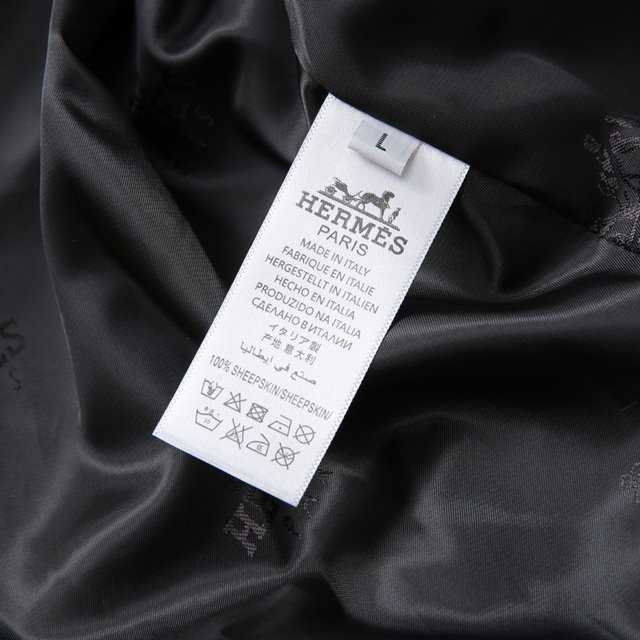 L
HERMÈS
PARIS
MADE IN ITALY
FABRIQUE EN ITALIE
HERGESTELLT IN ITALIEN
HECHO EN ITALIA
PRODUZIDO NA ITALIA
СДЕЛАНО В ИТАЛИИ
イタリア製
产地意大利
صنع في ايطاليا
100% SHEEPSKIN/SHEEPSKIN/
H